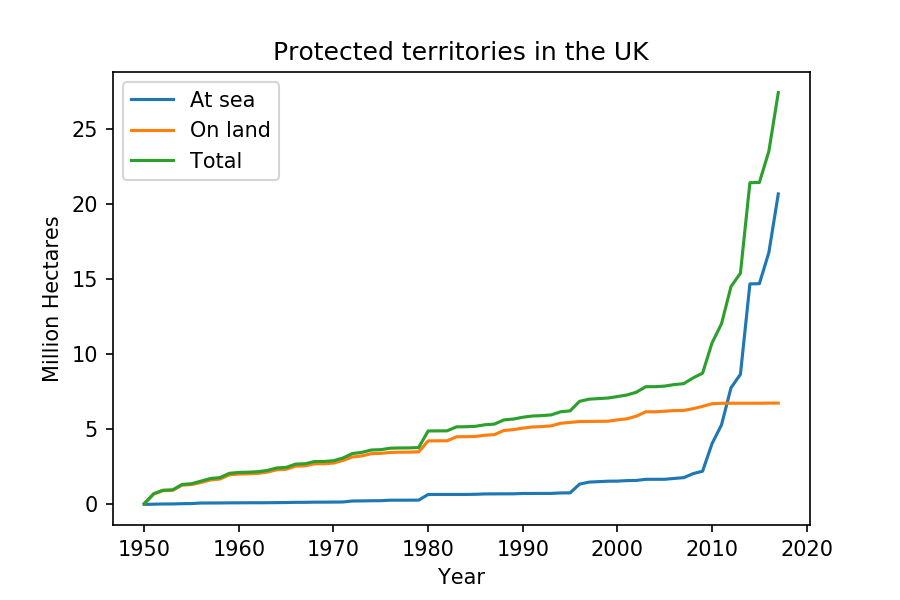 Protected territories in the UK
At sea
On land
Total
25
20
15
10
5
0
Million Hectares
1950 1960 1970 1980 1990 2000 2010 2020
Year